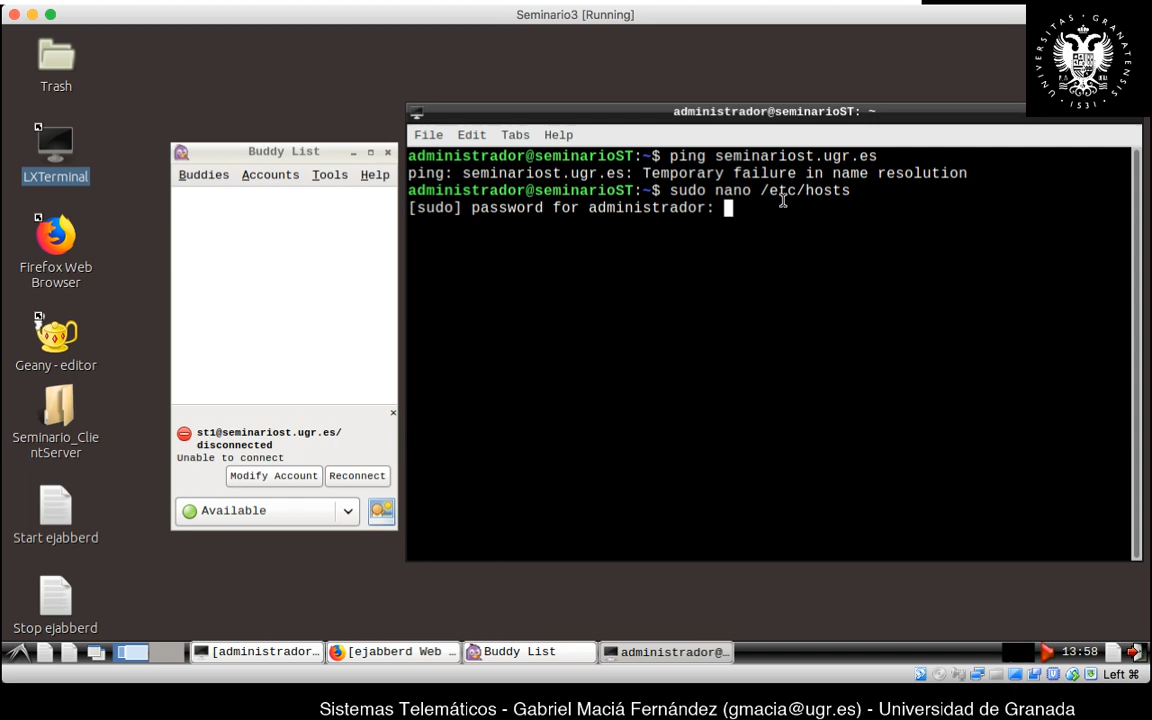 Seminario3 [Running]
UNIVERSITAS GRANATENSIS
1531
Trash
LXTerminal
Firefox Web
Browser
Geany - editor
Seminario_Clie
ntServer
Start ejabberd
Stop ejabberd
Buddy List
Buddies Accounts Tools Help
st1@seminariost.ugr.es/
disconnected
Unable to connect
Modify Account Reconnect
Available
administrador@seminarioST: ~
File Edit Tabs Help
administrador@seminarioST:~$ ping seminariost.ugr.es
ping: seminariost.ugr.es: Temporary failure in name resolution
administrador@seminarioST:~$ sudo nano /etc/hosts
[sudo] password for administrador:
[administrador... [ejabberd Web ... Buddy List administrador@... 13:58
Left ⌘
Sistemas Telemáticos - Gabriel Maciá Fernández (gmacia@ugr.es) - Universidad de Granada